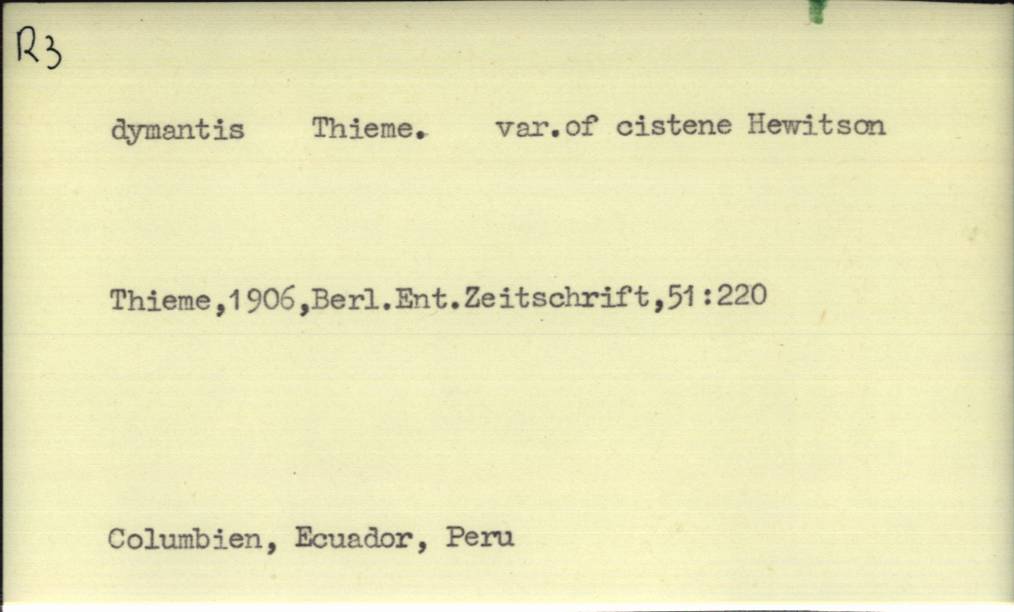 R3
dymantis Thieme. var.of cistene Hewitson
Thieme,1906,Berl.Ent.Zeitschrift,51:220
Columbien, Ecuador, Peru